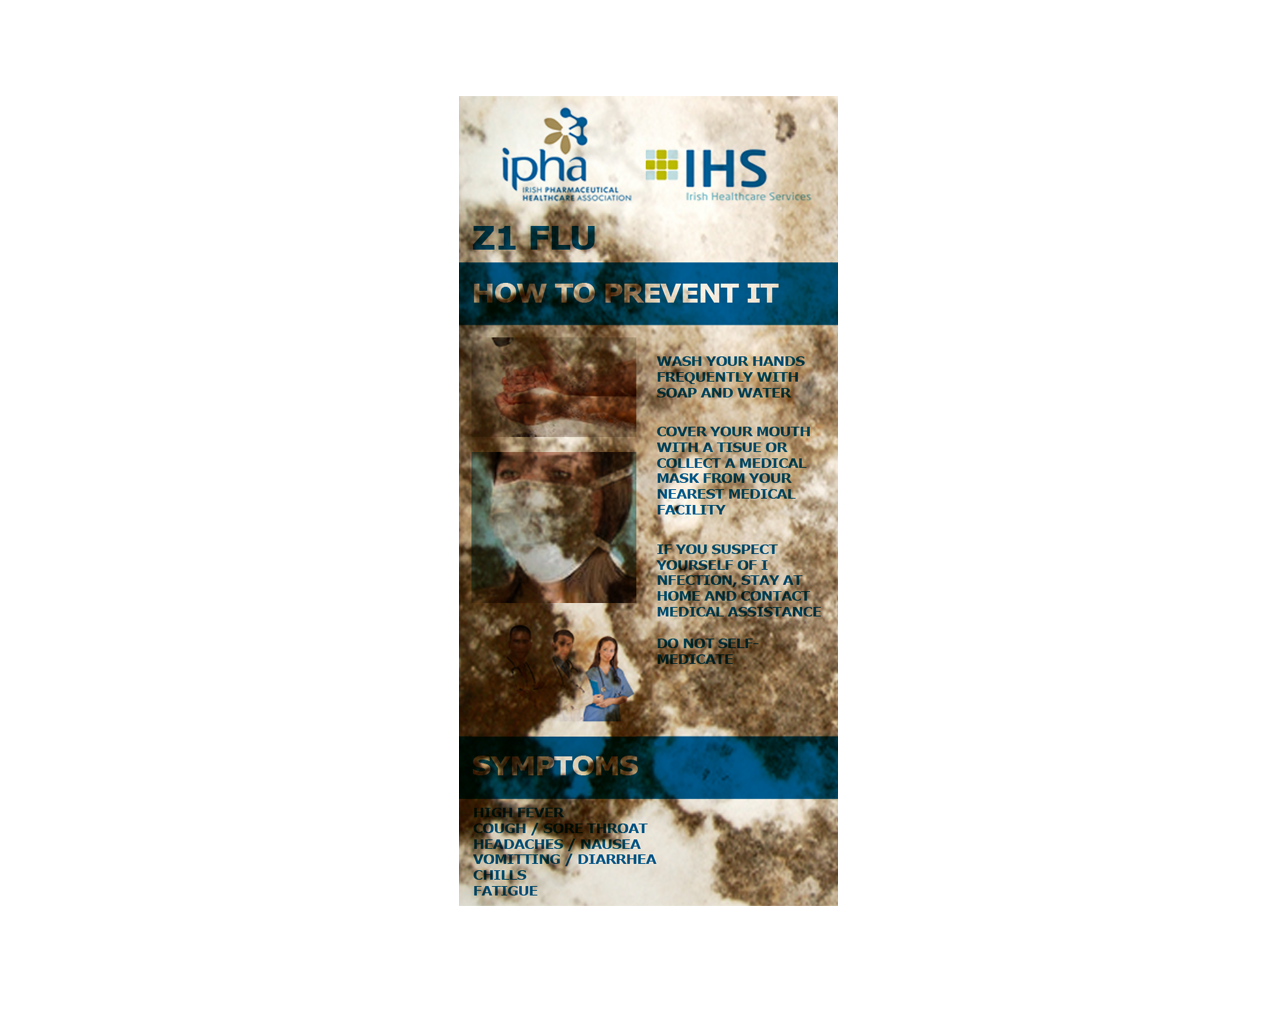 ipha
IRISH PHARMACEUTICAL
HEALTHCARE ASSOCIATION
IHS
Irish Healthcare Services
Z1 FLU
HOW TO PREVENT IT
WASH YOUR HANDS
FREQUENTLY WITH
SOAP AND WATER
COVER YOUR MOUTH
WITH A TISUE OR
COLLECT A MEDICAL
MASK FROM YOUR
NEAREST MEDICAL
FACILITY
IF YOU SUSPECT
YOURSELF OF I
NFECTION, STAY AT
HOME AND CONTACT
MEDICAL ASSISTANCE
DO NOT SELF-
MEDICATE
SYMPTOMS
HIGH FEVER
COUGH / SORE THROAT
HEADACHES / NAUSEA
VOMITTING / DIARRHEA
CHILLS
FATIGUE